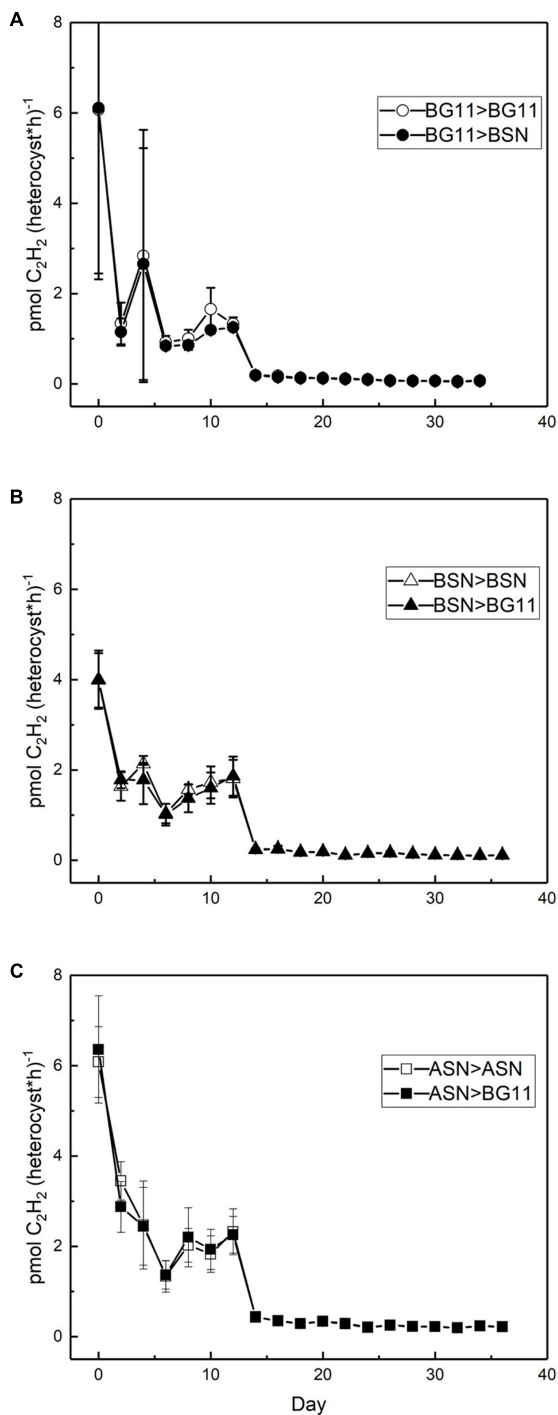 A
pmol C₂H₂ (heterocyst*h)⁻¹
8
6
4
2
0
BG11>BG11
BG11>BSN
0 10 20 30 40
B
pmol C₂H₂ (heterocyst*h)⁻¹
8
6
4
2
0
BSN>BSN
BSN>BG11
0 10 20 30 40
C
pmol C₂H₂ (heterocyst*h)⁻¹
8
6
4
2
0
ASN>ASN
ASN>BG11
0 10 20 30 40
Day